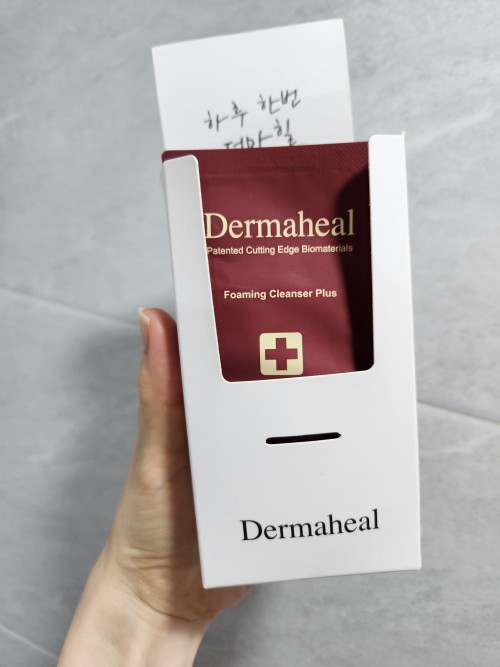 하루 한번
더마힐
Dermaheal
Patented Cutting Edge Biomaterials
Foaming Cleanser Plus
Dermaheal